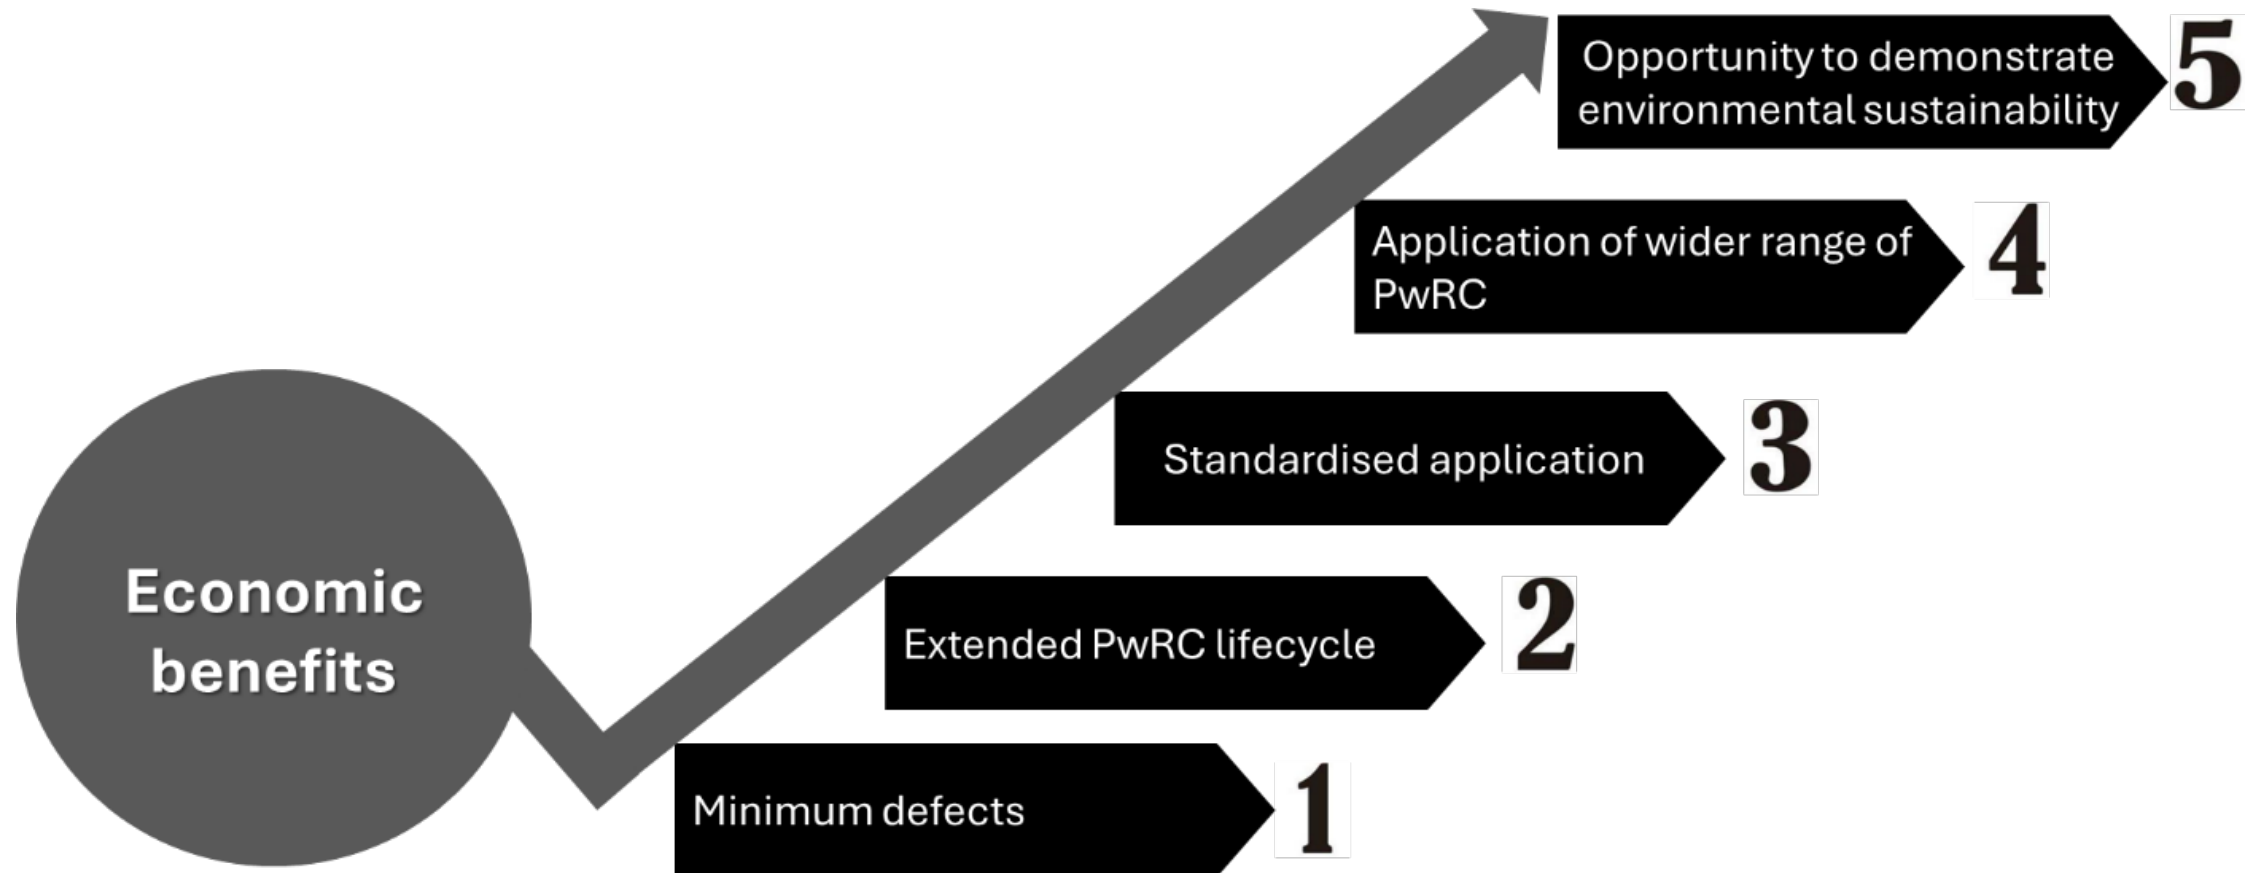 Opportunity to demonstrate
environmental sustainability
5
Application of wider range of
PwRC
4
Standardised application
3
Economic
benefits
Extended PwRC lifecycle
2
Minimum defects
1